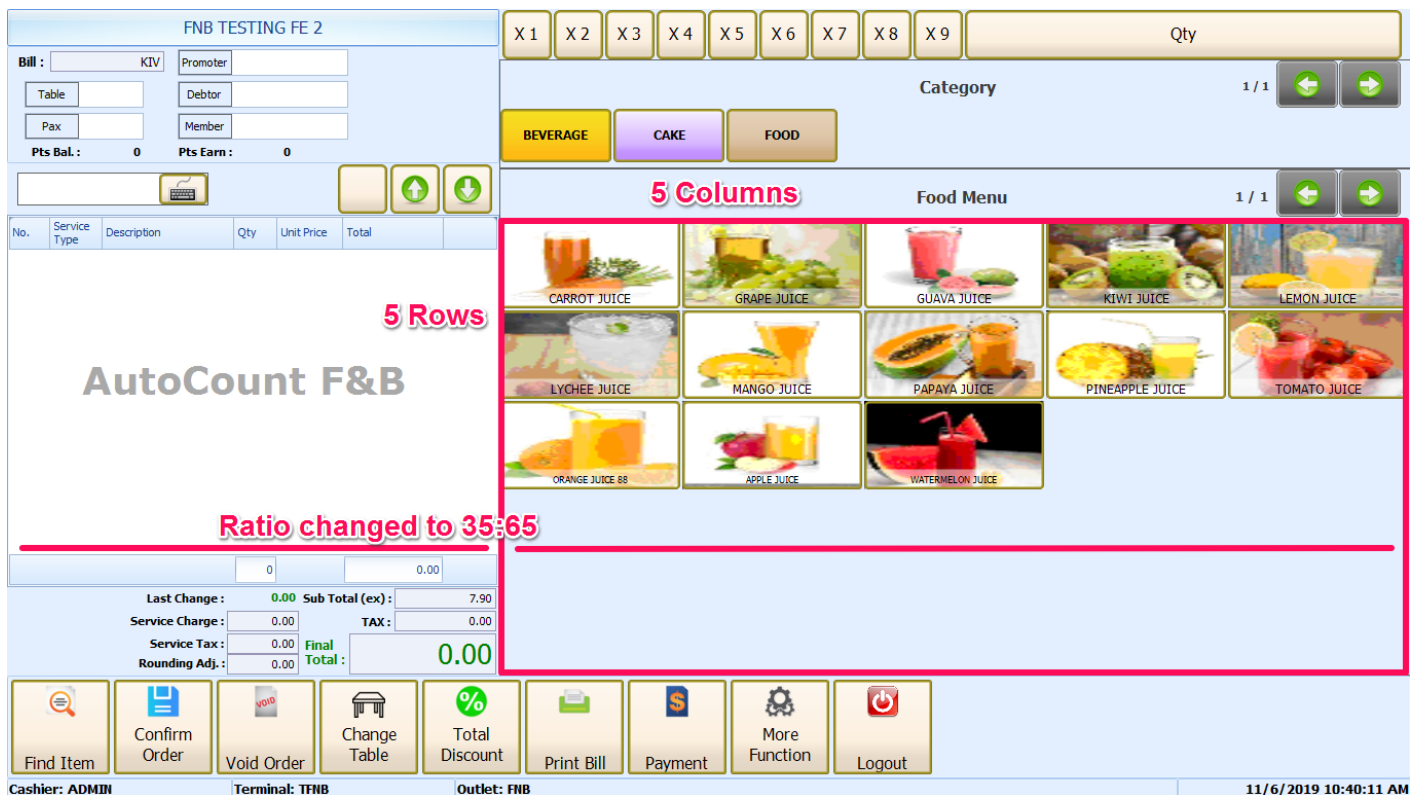 FNB TESTING FE 2
Bill : KIV Promoter
Table Debtor
Pax Member
Pts Bal. : 0 Pts Earn : 0
No. Service Type Description Qty Unit Price Total
AutoCount F&B
5 Rows
Ratio changed to 35:65
0 0.00
Last Change : 0.00 Sub Total (ex) : 7.90
Service Charge : 0.00 TAX : 0.00
Service Tax : 0.00 Final Total : 0.00
Rounding Adj. : 0.00
X 1 X 2 X 3 X 4 X 5 X 6 X 7 X 8 X 9 Qty
Category 1 / 1
BEVERAGE CAKE FOOD
5 Columns Food Menu 1 / 1
CARROT JUICE GRAPE JUICE GUAVA JUICE KIWI JUICE LEMON JUICE
LYCHEE JUICE MANGO JUICE PAPAYA JUICE PINEAPPLE JUICE TOMATO JUICE
ORANGE JUICE 88 APPLE JUICE WATERMELON JUICE
Find Item Confirm Order VOID Void Order Change Table Total Discount Print Bill Payment More Function Logout
Cashier: ADMIN Terminal: TFNB Outlet: FNB 11/6/2019 10:40:11 AM